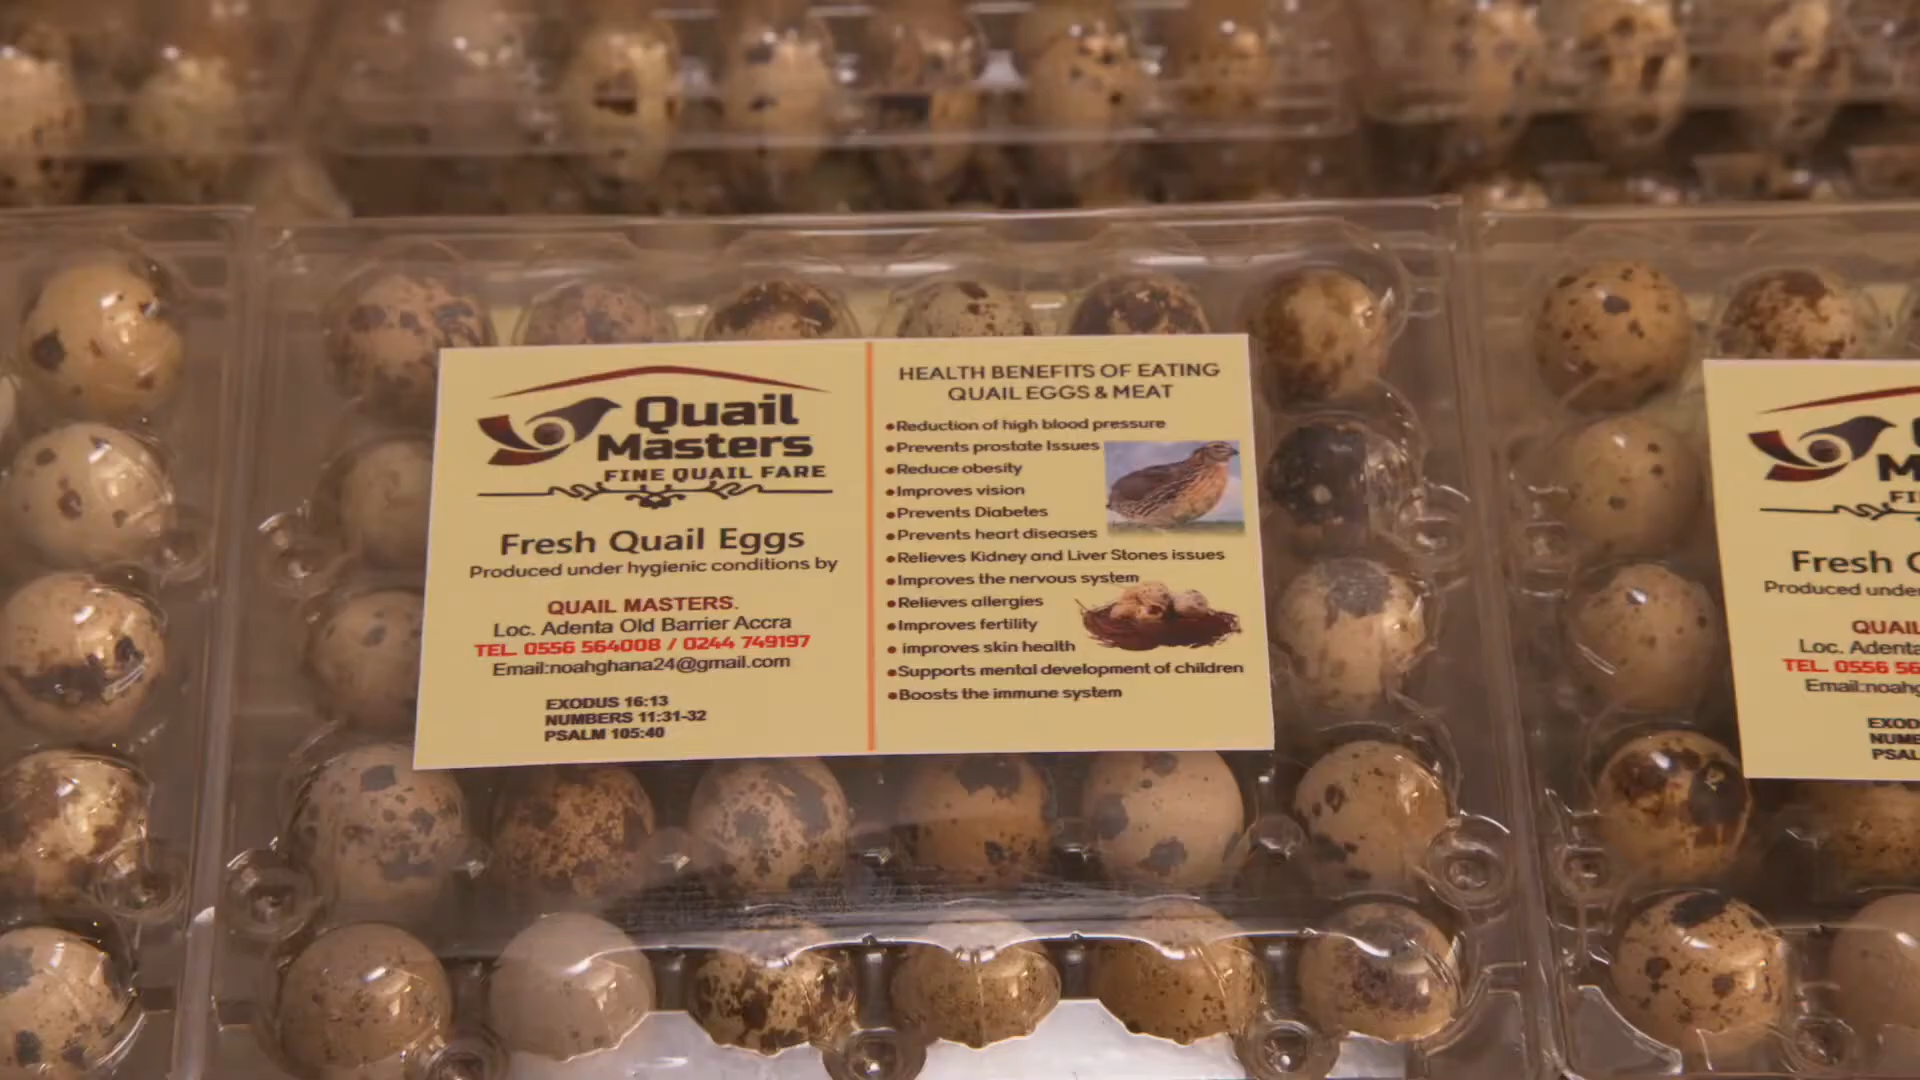 Quail
Masters
FINE QUAIL FARE
Fresh Quail Eggs
Produced under hygienic conditions by
QUAIL MASTERS.
Loc. Adenta Old Barrier Accra
TEL. 0556 564008 / 0244 749197
Email:noahghana24@gmail.com
EXODUS 16:13
NUMBERS 11:31-32
PSALM 105:40
HEALTH BENEFITS OF EATING
QUAIL EGGS & MEAT
•Reduction of high blood pressure
•Prevents prostate Issues
•Reduce obesity
•Improves vision
•Prevents Diabetes
•Prevents heart diseases
•Relieves Kidney and Liver Stones issues
•Improves the nervous system
•Relieves allergies
•Improves fertility
• improves skin health
•Supports mental development of children
•Boosts the immune system
Fresh
Produced
QUAIL
Loc. Adenta
TEL. 0556